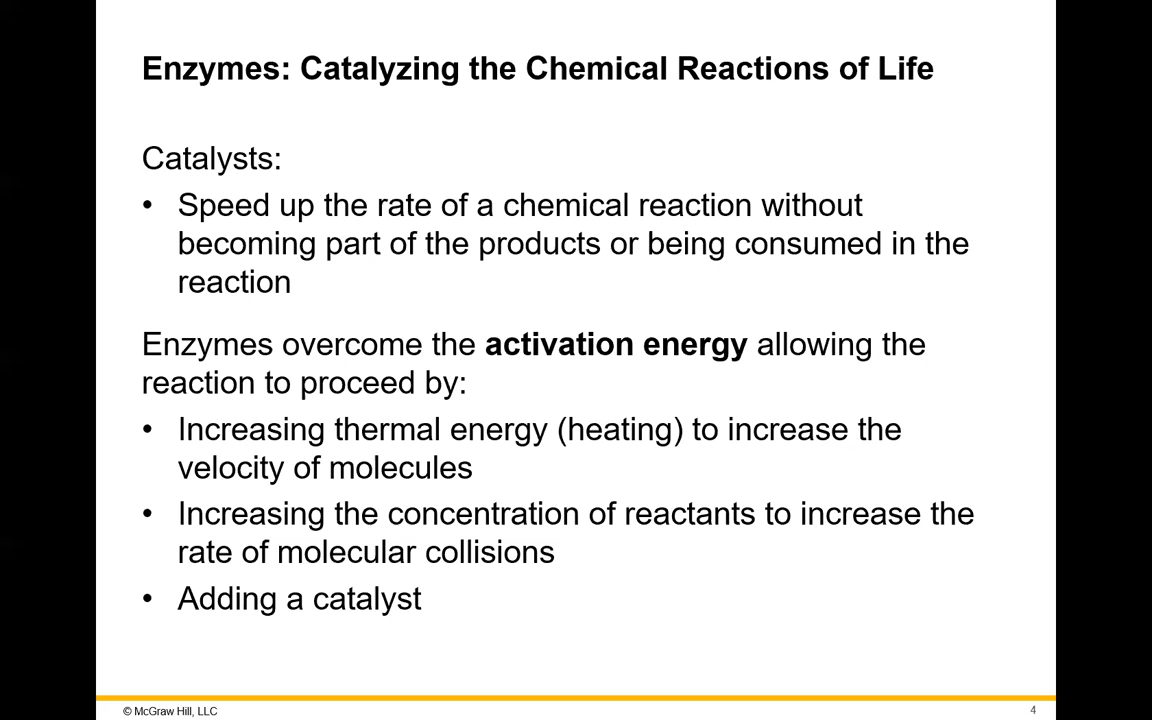 Enzymes: Catalyzing the Chemical Reactions of Life
Catalysts:
• Speed up the rate of a chemical reaction without
becoming part of the products or being consumed in the
reaction
Enzymes overcome the activation energy allowing the
reaction to proceed by:
• Increasing thermal energy (heating) to increase the
velocity of molecules
• Increasing the concentration of reactants to increase the
rate of molecular collisions
• Adding a catalyst
© McGraw Hill, LLC
4